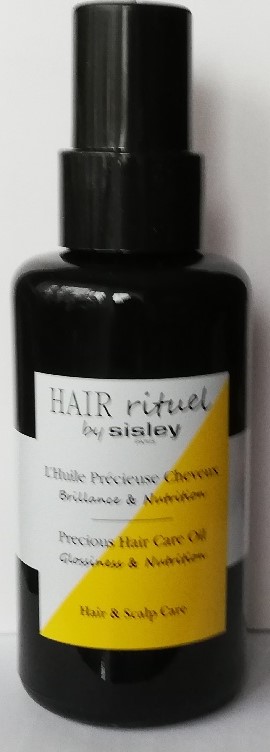 HAIR rituel
by sisley
PARIS
L'Huile Précieuse Cheveux
Brillance & Nutrition
Precious Hair Care Oil
Glossiness & Nutrition
Hair & Scalp Care